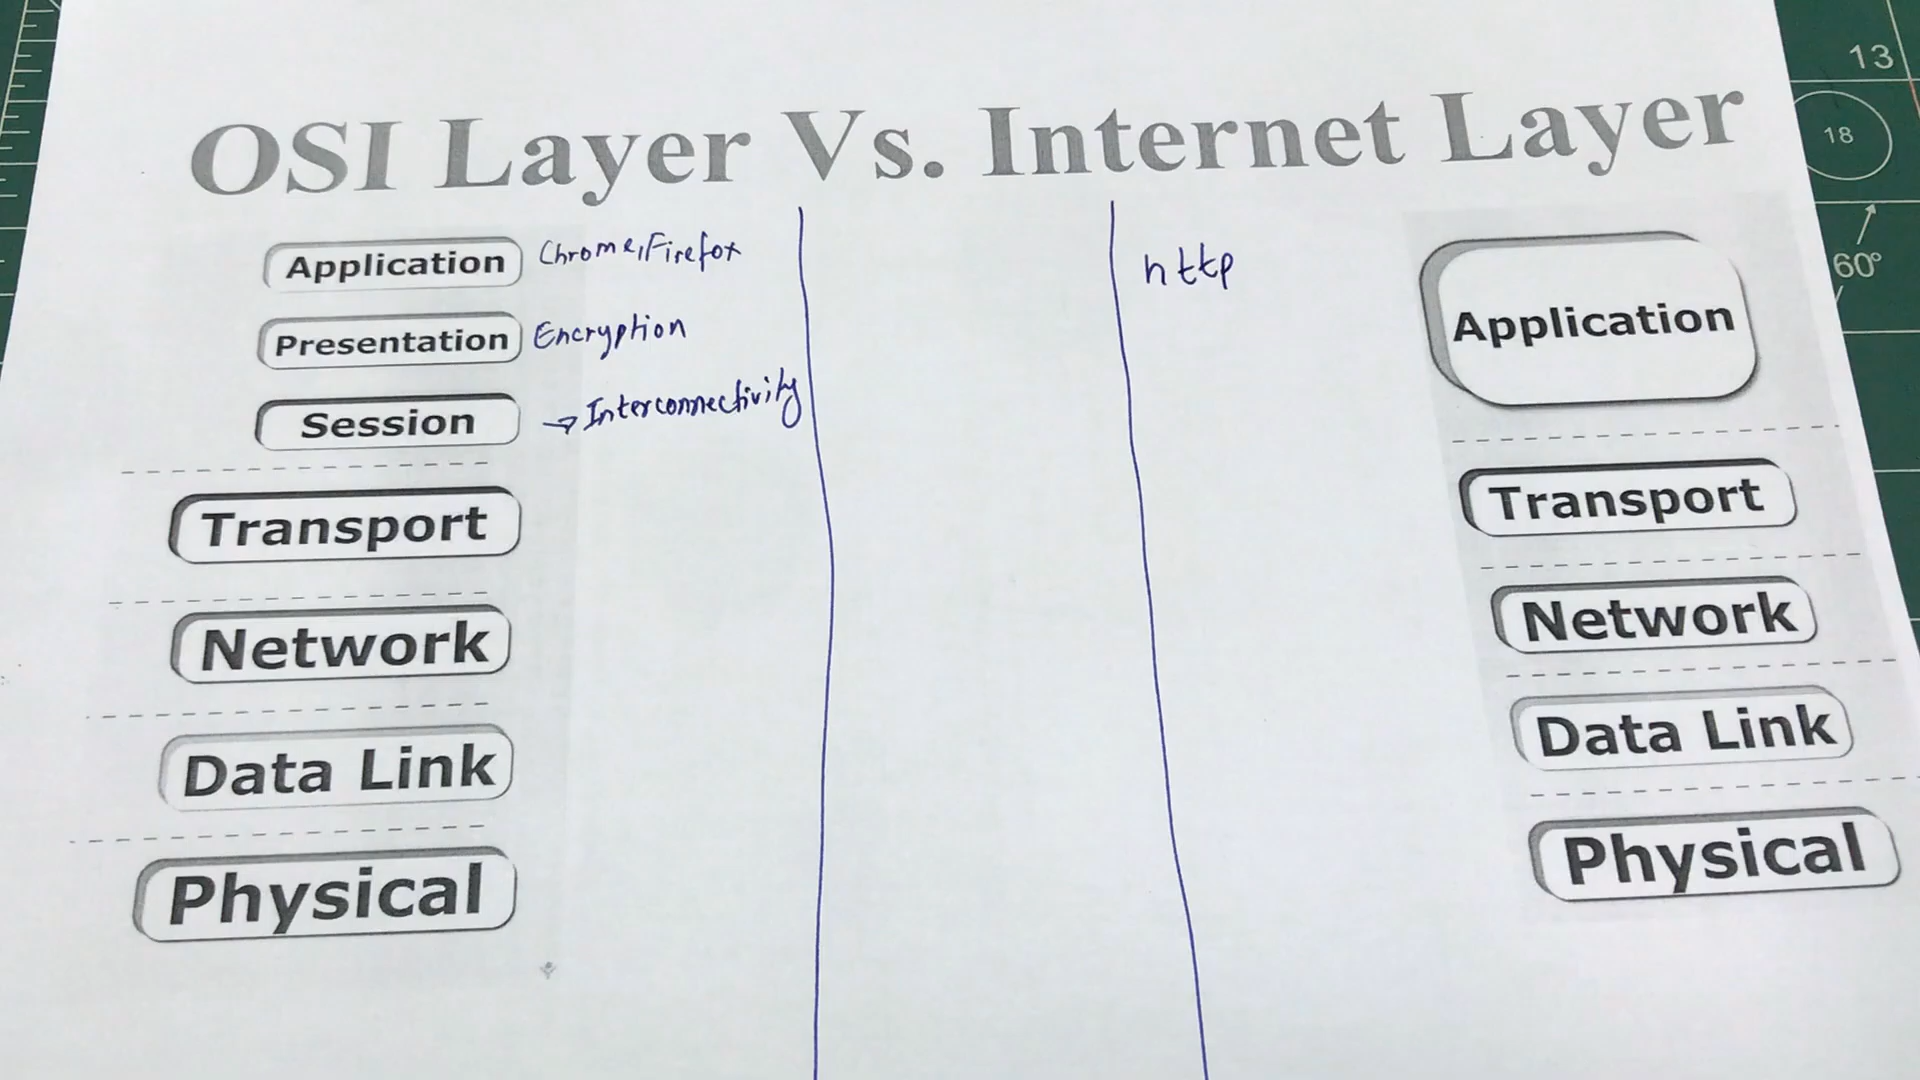 OSI Layer Vs. Internet Layer
Application Chrome,Firefox
Presentation Encryption
Session → Interconnectivity
Transport
Network
Data Link
Physical
http
Application
Transport
Network
Data Link
Physical
13
18
60°